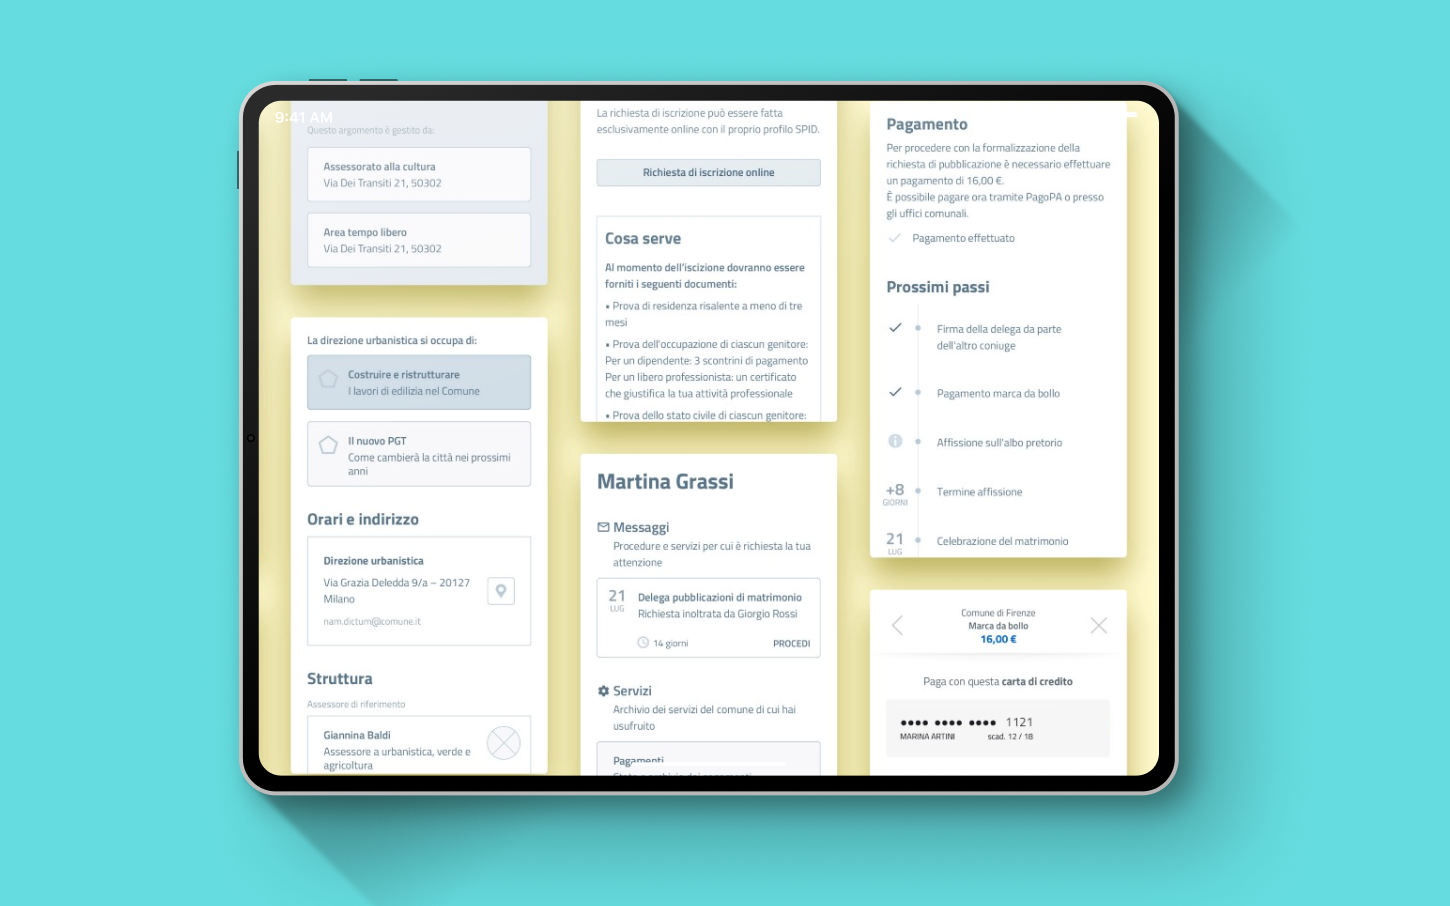 9:41 AM
Questo argomento è gestito da:
Assessorato alla cultura
Via Dei Transiti 21, 50302
Area tempo libero
Via Dei Transiti 21, 50302
La direzione urbanistica si occupa di:
Costruire e ristrutturare
I lavori di edilizia nel Comune
Il nuovo PGT
Come cambierà la città nei prossimi
anni
Orari e indirizzo
Direzione urbanistica
Via Grazia Deledda 9/a – 20127
Milano
nam.dictum@comune.it
Struttura
Assessore di riferimento
Giannina Baldi
Assessore a urbanistica, verde e
agricoltura
La richiesta di iscrizione può essere fatta
esclusivamente online con il proprio profilo SPID.
Richiesta di iscrizione online
Cosa serve
Al momento dell'iscizione dovranno essere
forniti i seguenti documenti:
• Prova di residenza risalente a meno di tre
mesi
• Prova dell'occupazione di ciascun genitore:
Per un dipendente: 3 scontrini di pagamento
Per un libero professionista: un certificato
che giustifica la tua attività professionale
• Prova dello stato civile di ciascun genitore:
Martina Grassi
Messaggi
Procedure e servizi per cui è richiesta la tua
attenzione
21
LUG
Delega pubblicazioni di matrimonio
Richiesta inoltrata da Giorgio Rossi
14 giorni
PROCEDI
Servizi
Archivio dei servizi del comune di cui hai
usufruito
Pagamenti
Pagamento
Per procedere con la formalizzazione della
richiesta di pubblicazione è necessario effettuare
un pagamento di 16,00 €.
È possibile pagare ora tramite PagoPA o presso
gli uffici comunali.
Pagamento effettuato
Prossimi passi
Firma della delega da parte
dell'altro coniuge
Pagamento marca da bollo
Affissione sull'albo pretorio
+8
GIORNI
Termine affissione
21
LUG
Celebrazione del matrimonio
Comune di Firenze
Marca da bollo
16,00 €
Paga con questa carta di credito
•••• •••• •••• 1121
MARINA ARTINI scad. 12 / 18